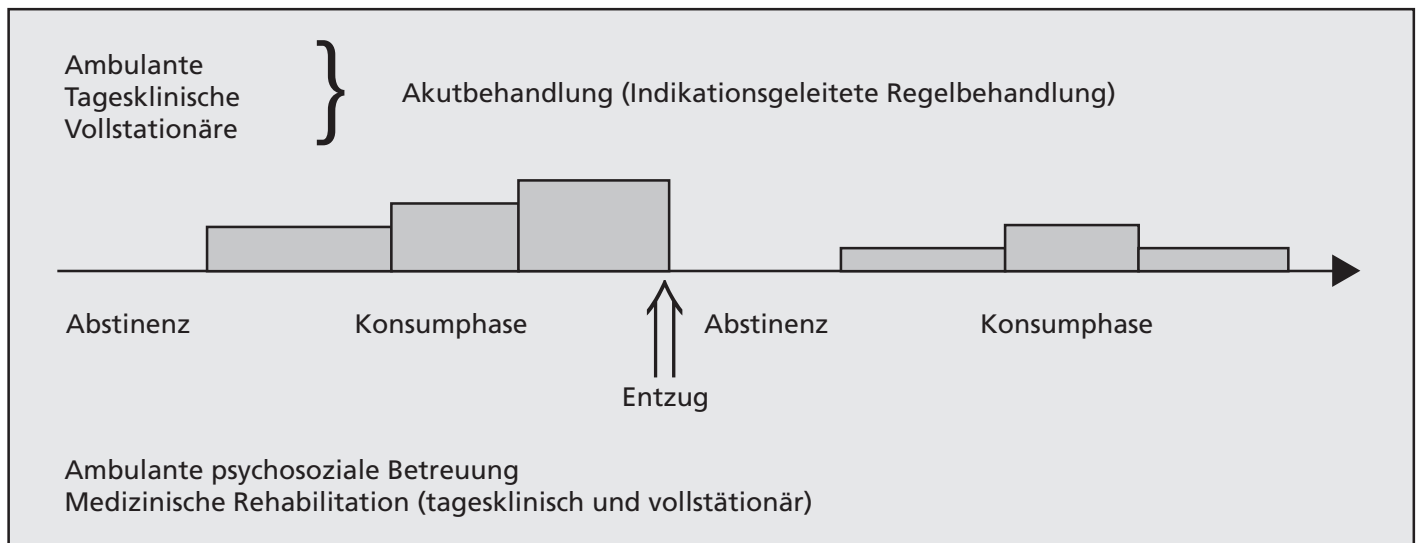 Ambulante
Tagesklinische
Vollstationäre
Akutbehandlung (Indikationsgeleitete Regelbehandlung)
Abstinenz
Konsumphase
Abstinenz
Konsumphase
Entzug
Ambulante psychosoziale Betreuung
Medizinische Rehabilitation (tagesklinisch und vollstätionär)